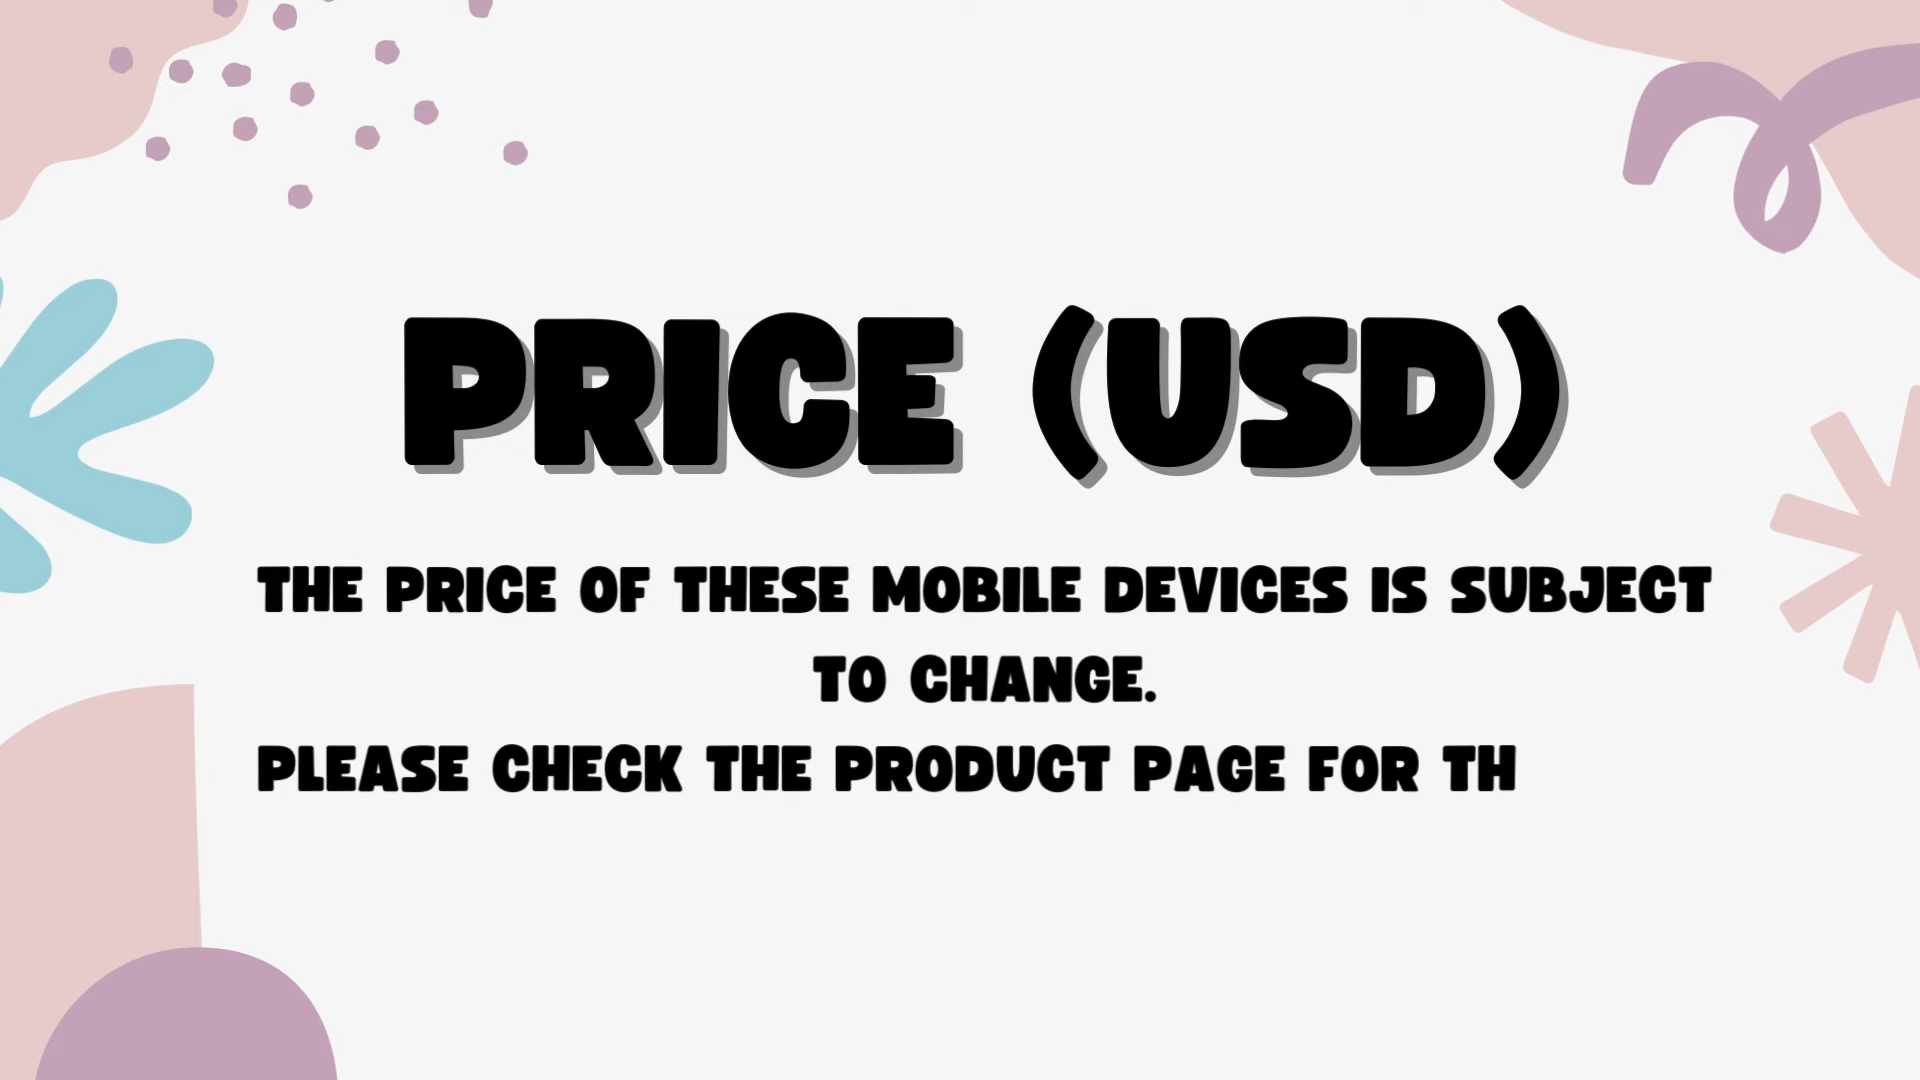 PRICE (USD)
THE PRICE OF THESE MOBILE DEVICES IS SUBJECT
TO CHANGE.
PLEASE CHECK THE PRODUCT PAGE FOR TH